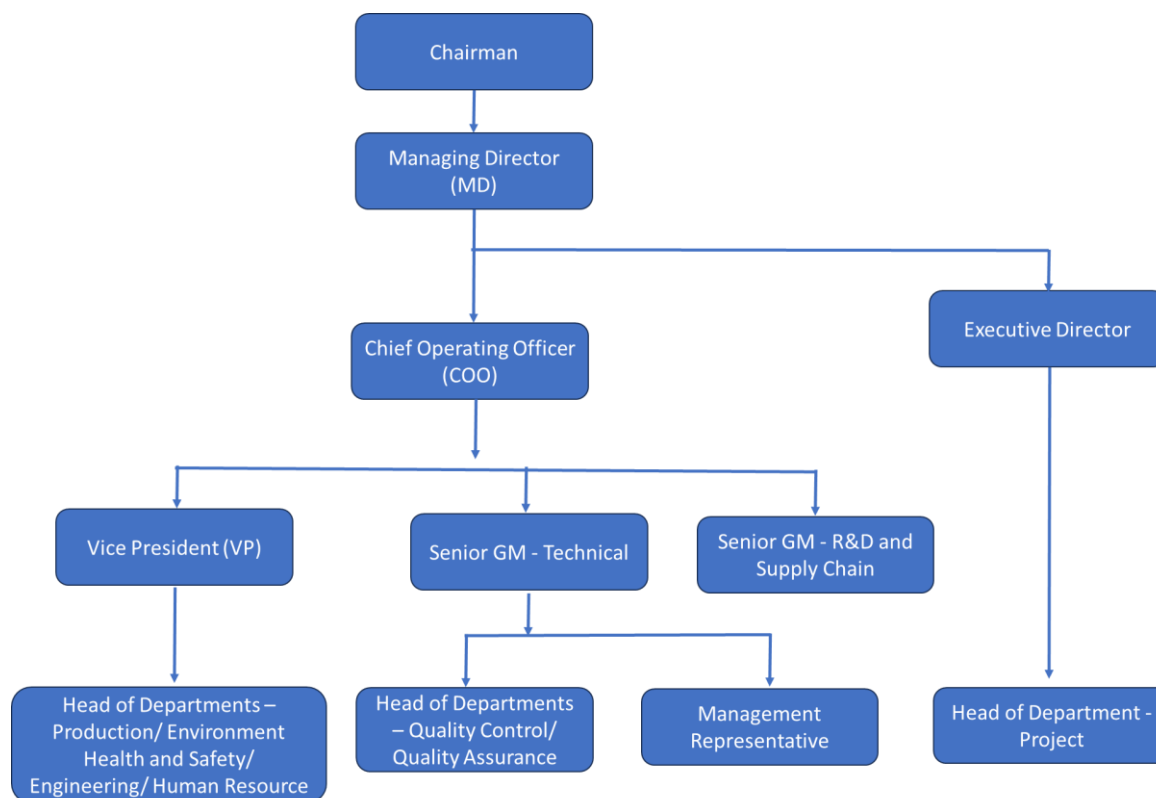 Chairman
Managing Director
(MD)
Executive Director
Chief Operating Officer
(COO)
Vice President (VP)
Senior GM - Technical
Senior GM - R&D and
Supply Chain
Head of Departments –
Production/ Environment
Health and Safety/
Engineering/ Human Resource
Head of Departments
– Quality Control/
Quality Assurance
Management
Representative
Head of Department -
Project